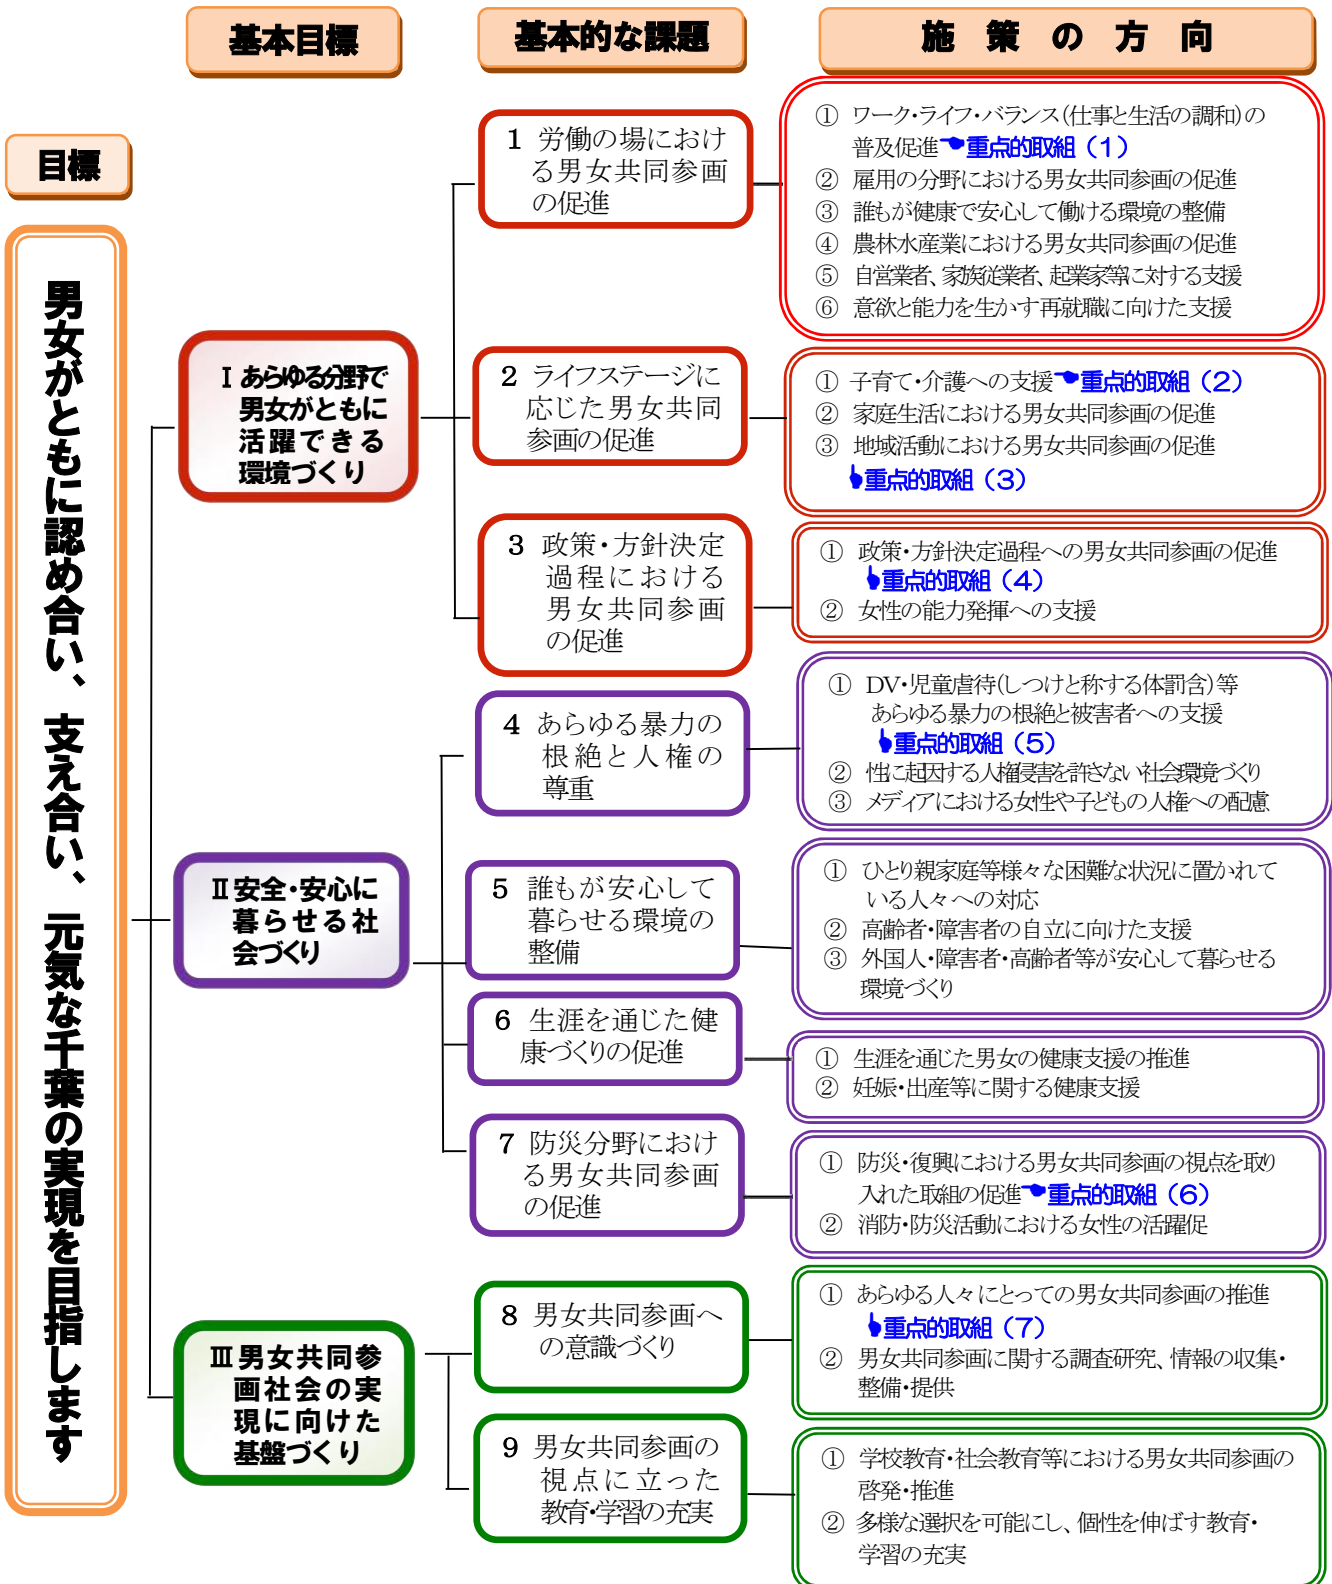 基本目標
基本的な課題
施策の方向
目標
男女がともに認め合い、支え合い、元気な千葉の実現を目指します
Ⅰ あらゆる分野で
男女がともに
活躍できる
環境づくり
1 労働の場におけ
る男女共同参画
の促進
① ワーク・ライフ・バランス(仕事と生活の調和)の
普及促進☚重点的取組（1）
② 雇用の分野における男女共同参画の促進
③ 誰もが健康で安心して働ける環境の整備
④ 農林水産業における男女共同参画の促進
⑤ 自営業者、家族従業者、起業家等に対する支援
⑥ 意欲と能力を生かす再就職に向けた支援
2 ライフステージに
応じた男女共同
参画の促進
① 子育て・介護への支援☚重点的取組（2）
② 家庭生活における男女共同参画の促進
③ 地域活動における男女共同参画の促進
重点的取組（3）
3 政策・方針決定
過程における
男女共同参画
の促進
① 政策・方針決定過程への男女共同参画の促進
重点的取組（4）
② 女性の能力発揮への支援
Ⅱ 安全・安心に
暮らせる社
会づくり
4 あらゆる暴力の
根絶と人権の
尊重
① DV・児童虐待(しつけと称する体罰含)等
あらゆる暴力の根絶と被害者への支援
重点的取組（5）
② 性に起因する人権侵害を許さない社会環境づくり
③ メディアにおける女性や子どもの人権への配慮
5 誰もが安心して
暮らせる環境の
整備
① ひとり親家庭等様々な困難な状況に置かれて
いる人々への対応
② 高齢者・障害者の自立に向けた支援
③ 外国人・障害者・高齢者等が安心して暮らせる
環境づくり
6 生涯を通じた健
康づくりの促進
① 生涯を通じた男女の健康支援の推進
② 妊娠・出産等に関する健康支援
7 防災分野におけ
る男女共同参画
の促進
① 防災・復興における男女共同参画の視点を取り
入れた取組の促進☚重点的取組（6）
② 消防・防災活動における女性の活躍促
Ⅲ 男女共同参
画社会の実
現に向けた
基盤づくり
8 男女共同参画へ
の意識づくり
① あらゆる人々にとっての男女共同参画の推進
重点的取組（7）
② 男女共同参画に関する調査研究、情報の収集・
整備・提供
9 男女共同参画の
視点に立った
教育・学習の充実
① 学校教育・社会教育等における男女共同参画の
啓発・推進
② 多様な選択を可能にし、個性を伸ばす教育・
学習の充実